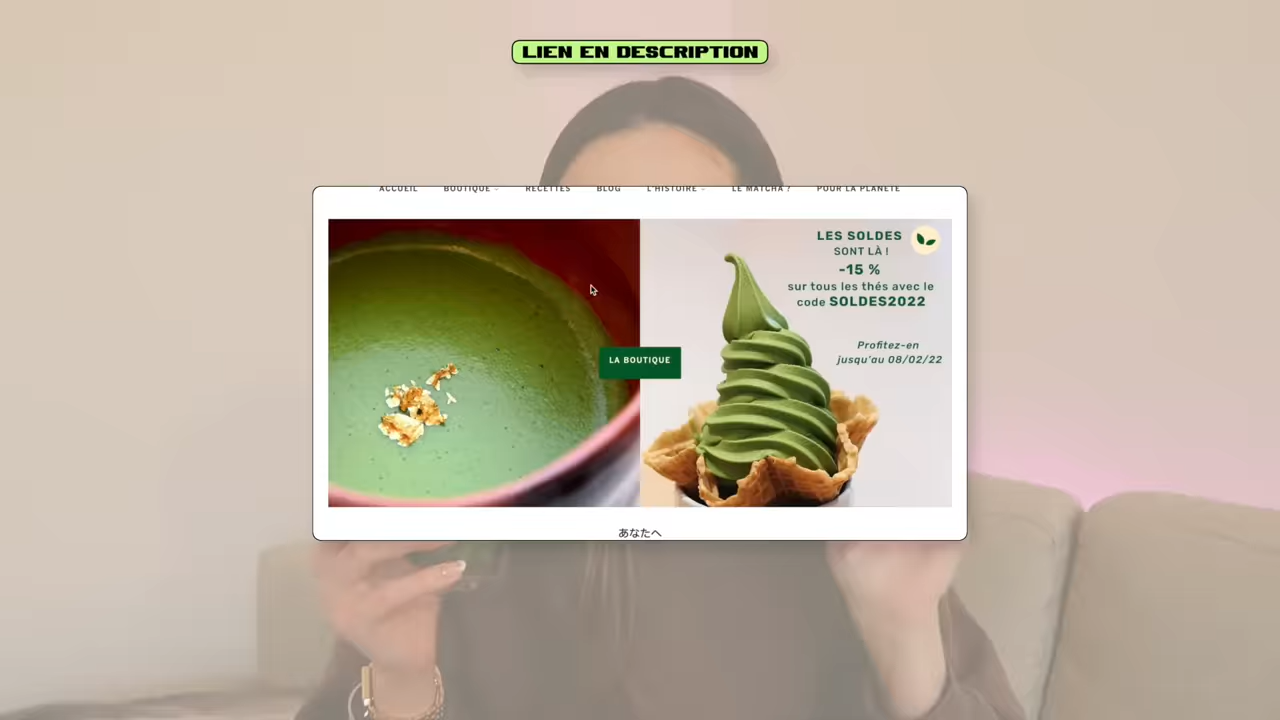 LIEN EN DESCRIPTION
ACCUEIL BOUTIQUE RECETTES BLOG L'HISTOIRE LE MATCHA ? POUR LA PLANÈTE
LES SOLDES
SONT LÀ !
-15 %
sur tous les thés avec le
code SOLDES2022
Profitez-en
jusqu'au 08/02/22
LA BOUTIQUE
あなたへ